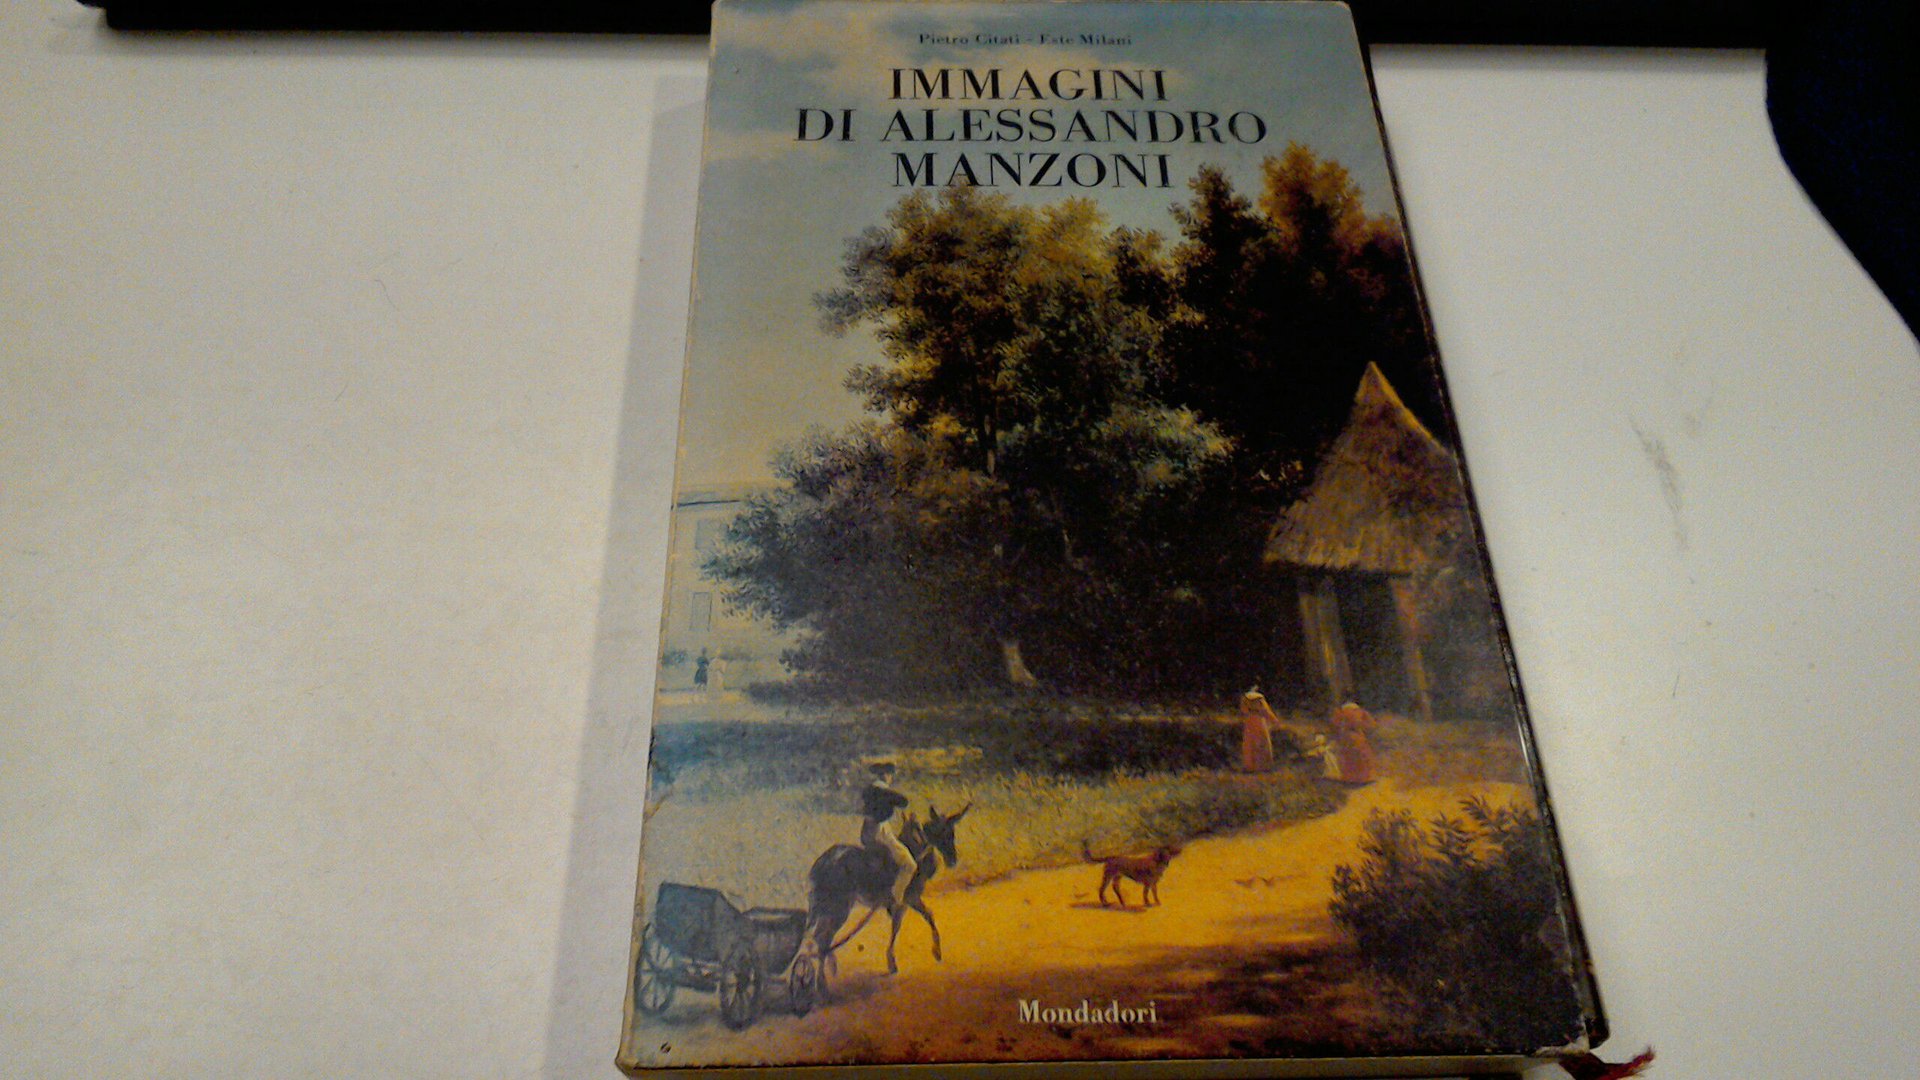 Pietro Citati - Este Milani
IMMAGINI
DI ALESSANDRO
MANZONI
Mondadori